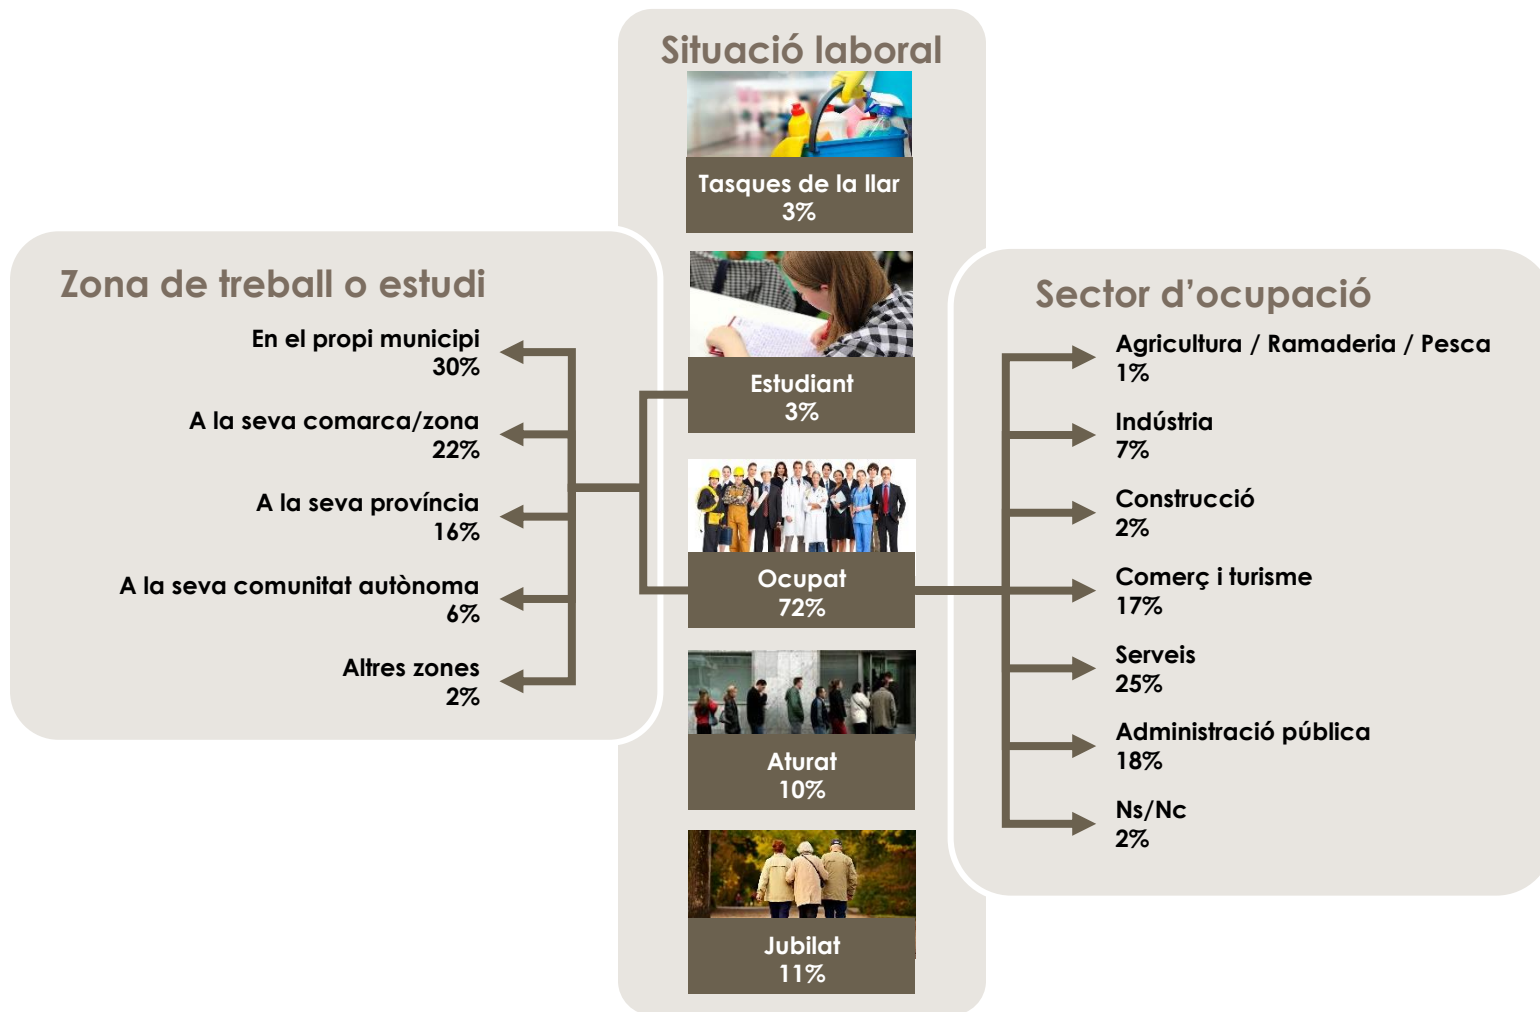 Situació laboral
Tasques de la llar
3%
Estudiant
3%
Ocupat
72%
Aturat
10%
Jubilat
11%
Zona de treball o estudi
En el propi municipi
30%
A la seva comarca/zona
22%
A la seva província
16%
A la seva comunitat autònoma
6%
Altres zones
2%
Sector d’ocupació
Agricultura / Ramaderia / Pesca
1%
Indústria
7%
Construcció
2%
Comerç i turisme
17%
Serveis
25%
Administració pública
18%
Ns/Nc
2%